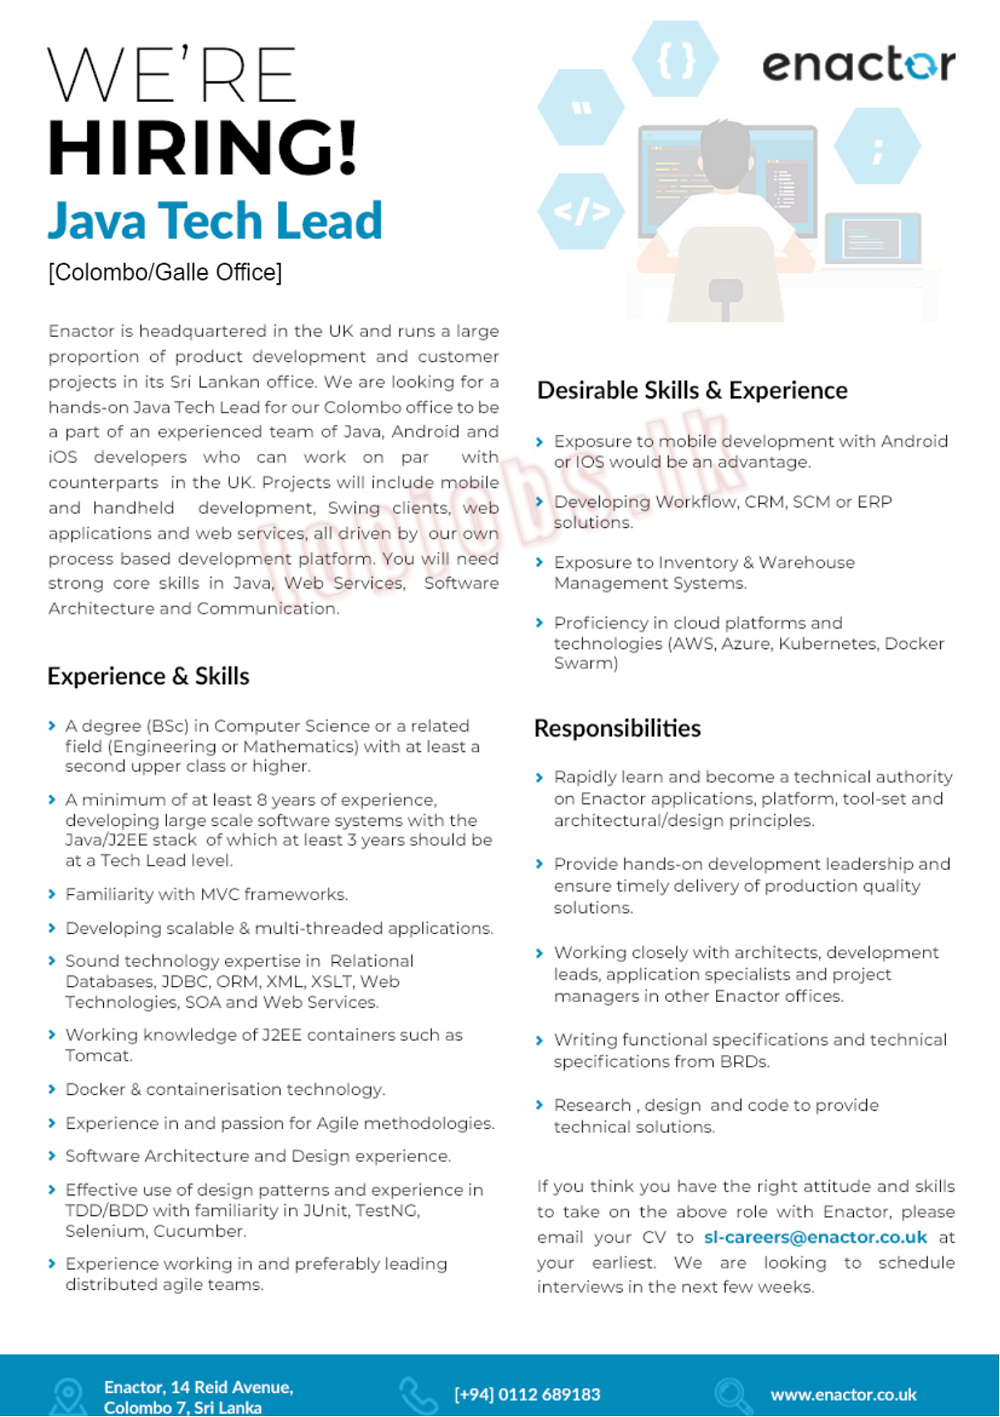 WE'RE
HIRING!
Java Tech Lead
[Colombo/Galle Office]
Enactor is headquartered in the UK and runs a large
proportion of product development and customer
projects in its Sri Lankan office. We are looking for a
hands-on Java Tech Lead for our Colombo office to be
a part of an experienced team of Java, Android and
iOS developers who can work on par with
counterparts in the UK. Projects will include mobile
and handheld development, Swing clients, web
applications and web services, all driven by our own
process based development platform. You will need
strong core skills in Java, Web Services, Software
Architecture and Communication.
Experience & Skills
A degree (BSc) in Computer Science or a related
field (Engineering or Mathematics) with at least a
second upper class or higher.
A minimum of at least 8 years of experience,
developing large scale software systems with the
Java/J2EE stack of which at least 3 years should be
at a Tech Lead level.
Familiarity with MVC frameworks.
Developing scalable & multi-threaded applications.
Sound technology expertise in Relational
Databases, JDBC, ORM, XML, XSLT, Web
Technologies, SOA and Web Services.
Working knowledge of J2EE containers such as
Tomcat.
Docker & containerisation technology.
Experience in and passion for Agile methodologies.
Software Architecture and Design experience.
Effective use of design patterns and experience in
TDD/BDD with familiarity in JUnit, TestNG,
Selenium, Cucumber.
Experience working in and preferably leading
distributed agile teams.
{ }
"
</>
;
enactor
Desirable Skills & Experience
Exposure to mobile development with Android
or IOS would be an advantage.
Developing Workflow, CRM, SCM or ERP
solutions.
Exposure to Inventory & Warehouse
Management Systems.
Proficiency in cloud platforms and
technologies (AWS, Azure, Kubernetes, Docker
Swarm)
Responsibilities
Rapidly learn and become a technical authority
on Enactor applications, platform, tool-set and
architectural/design principles.
Provide hands-on development leadership and
ensure timely delivery of production quality
solutions.
Working closely with architects, development
leads, application specialists and project
managers in other Enactor offices.
Writing functional specifications and technical
specifications from BRDs.
Research , design and code to provide
technical solutions.
If you think you have the right attitude and skills
to take on the above role with Enactor, please
email your CV to sl-careers@enactor.co.uk at
your earliest. We are looking to schedule
interviews in the next few weeks.
topjobs.lk
Enactor, 14 Reid Avenue,
Colombo 7, Sri Lanka
[+94] 0112 689183
www.enactor.co.uk